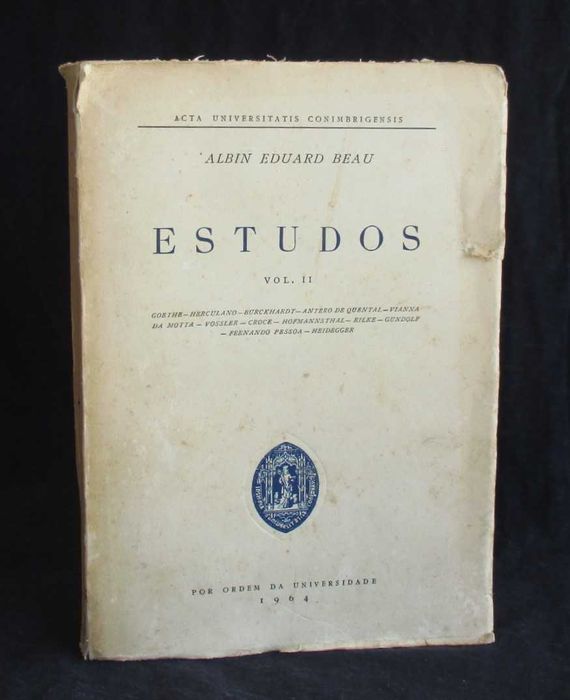 ACTA UNIVERSITATIS CONIMBRIGENSIS
ALBIN EDUARD BEAU
ESTUDOS
VOL. II
GOETHE — HERCULANO — BURCKHARDT — ANTERO DE QUENTAL — VIANNA
DA MOTTA — VOSSLER — CROCE — HOFMANNSTHAL — RILKE — GUNDOLF
— FERNANDO PESSOA — HEIDEGGER
POR ORDEM DA UNIVERSIDADE
1964